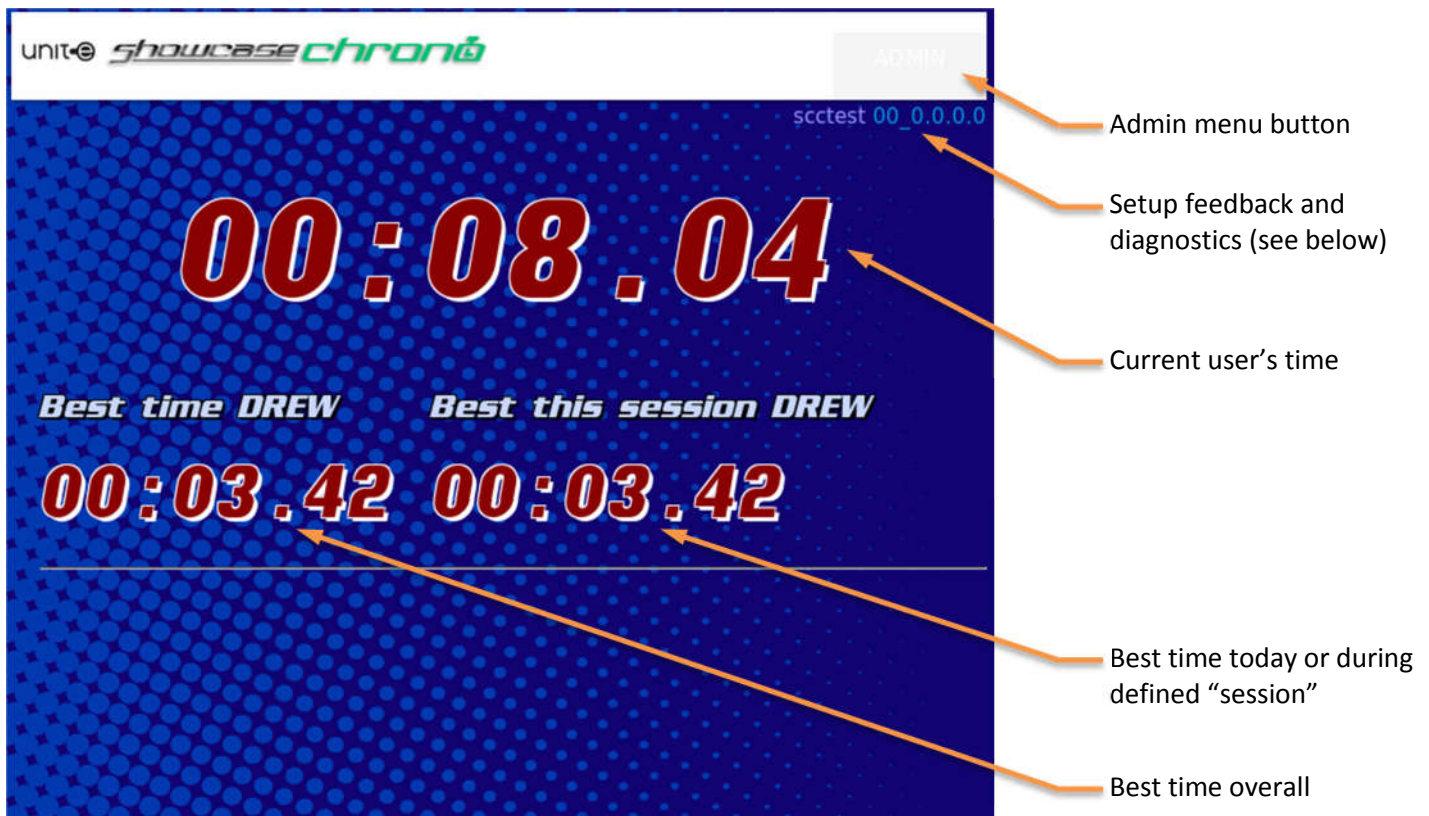 unit-e showcase chrono
ADMIN
scctest 00_0.0.0.0
Admin menu button
Setup feedback and
diagnostics (see below)
00:08.04
Current user’s time
Best time DREW
Best this session DREW
00:03.42
00:03.42
Best time today or during
defined “session”
Best time overall